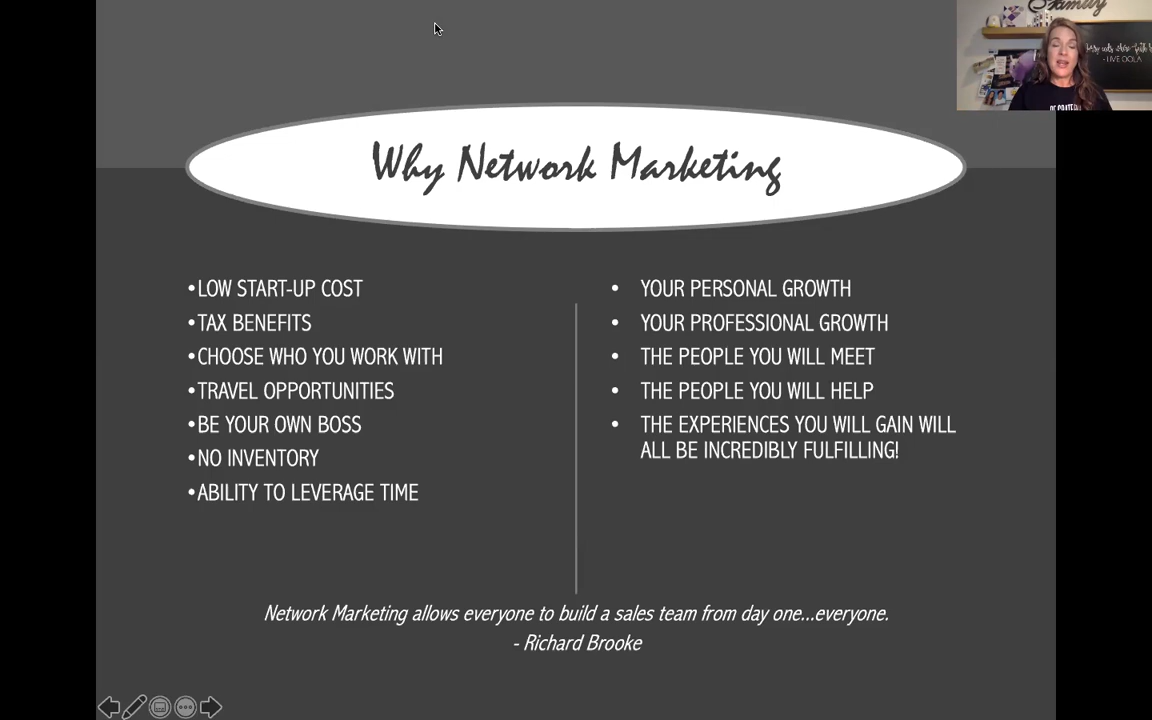 Family
- LIVE OOLA
Why Network Marketing
•LOW START-UP COST
•TAX BENEFITS
•CHOOSE WHO YOU WORK WITH
•TRAVEL OPPORTUNITIES
•BE YOUR OWN BOSS
•NO INVENTORY
•ABILITY TO LEVERAGE TIME
• YOUR PERSONAL GROWTH
• YOUR PROFESSIONAL GROWTH
• THE PEOPLE YOU WILL MEET
• THE PEOPLE YOU WILL HELP
• THE EXPERIENCES YOU WILL GAIN WILL
ALL BE INCREDIBLY FULFILLING!
Network Marketing allows everyone to build a sales team from day one...everyone.
- Richard Brooke